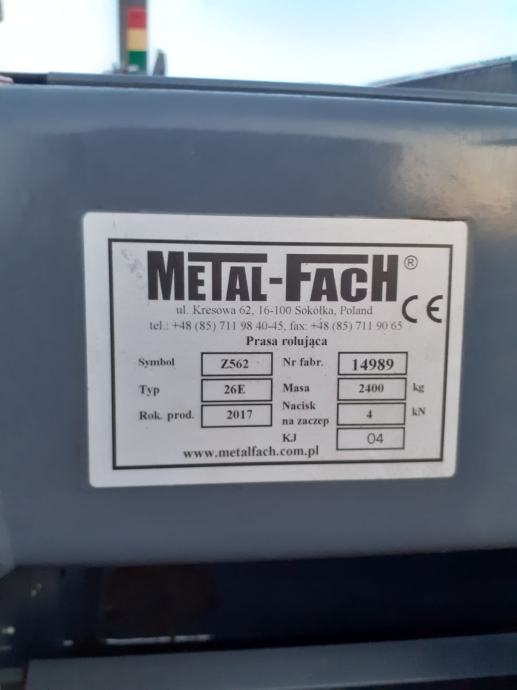 METAL-FACH®
ul. Kresowa 62, 16-100 Sokółka, Poland
tel.: +48 (85) 711 98 40-45, fax: +48 (85) 711 90 65
CE
Prasa rolująca
Symbol Z562 Nr fabr. 14989
Typ 26E Masa 2400 kg
Rok. prod. 2017 Nacisk na zaczep 4 kN
KJ 04
www.metalfach.com.pl